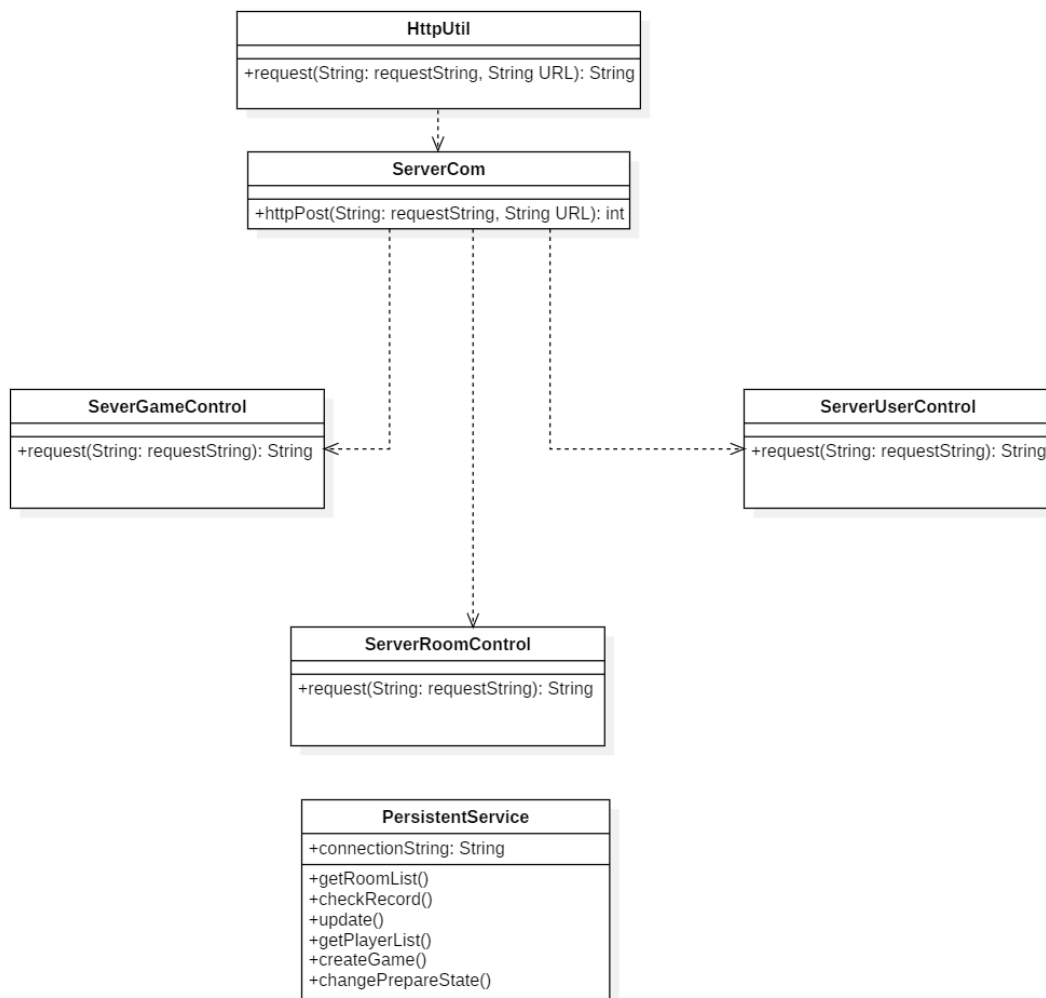 HttpUtil
+request(String: requestString, String URL): String
ServerCom
+httpPost(String: requestString, String URL): int
SeverGameControl
+request(String: requestString): String
ServerUserControl
+request(String: requestString): String
ServerRoomControl
+request(String: requestString): String
PersistentService
+connectionString: String
+getRoomList()
+checkRecord()
+update()
+getPlayerList()
+createGame()
+changePrepareState()